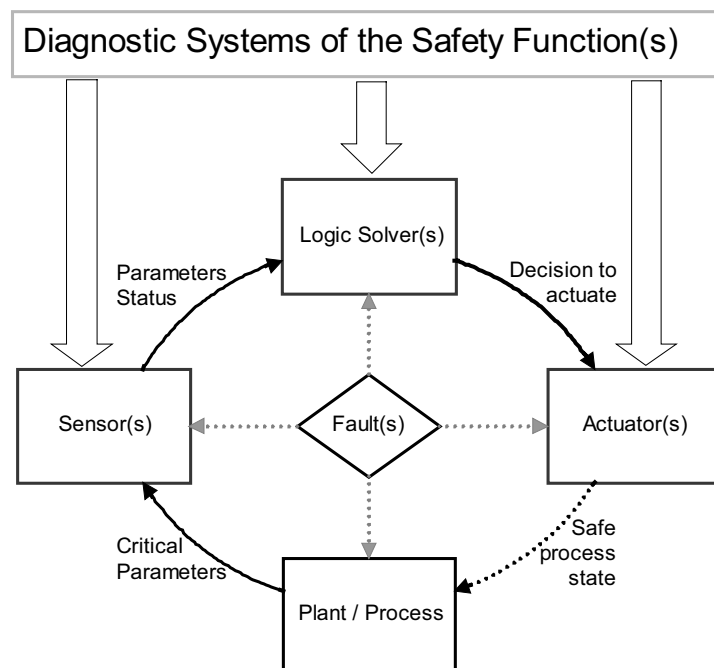 Diagnostic Systems of the Safety Function(s)
Logic Solver(s)
Parameters
Status
Decision to
actuate
Sensor(s)
Fault(s)
Actuator(s)
Critical
Parameters
Safe
process
state
Plant / Process